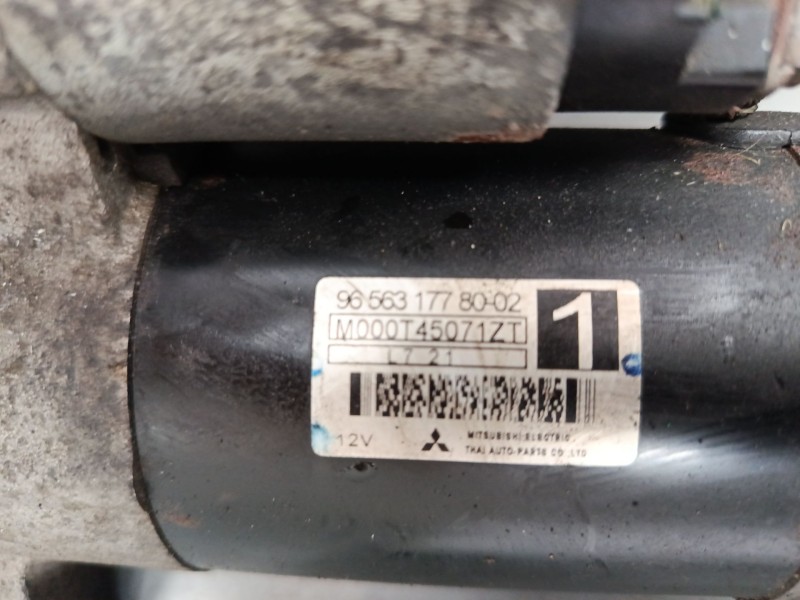 96 563 177 80-02
1
M000T45071ZT
L7 21
12V
MITSUBISHI ELECTRIC
THAI AUTO-PARTS CO.,LTD